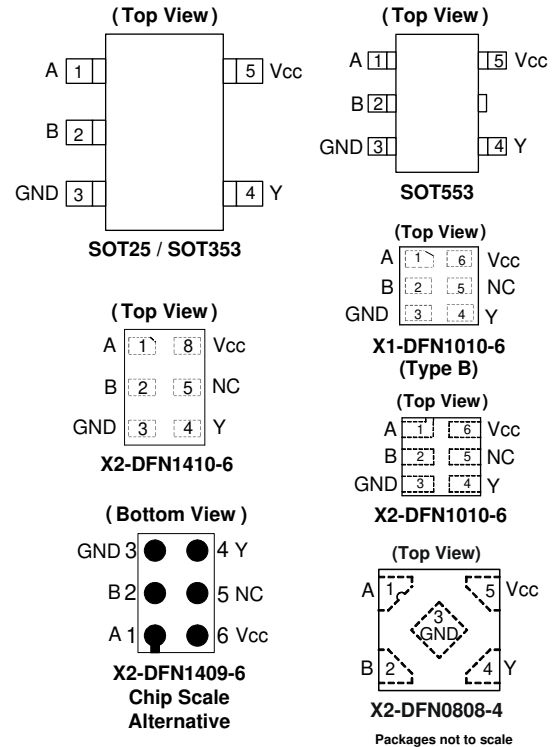 (Top View)
A 1 5 Vcc
B 2
GND 3 4 Y
SOT25 / SOT353
(Top View)
A 1 5 Vcc
B 2
GND 3 4 Y
SOT553
(Top View)
A 1 6 Vcc
B 2 5 NC
GND 3 4 Y
X1-DFN1010-6
(Type B)
(Top View)
A 1 8 Vcc
B 2 5 NC
GND 3 4 Y
X2-DFN1410-6
(Top View)
A 1 6 Vcc
B 2 5 NC
GND 3 4 Y
X2-DFN1010-6
(Bottom View)
GND 3 4 Y
B 2 5 NC
A 1 6 Vcc
X2-DFN1409-6
Chip Scale
Alternative
(Top View)
A 1 5 Vcc
3
GND
B 2 4 Y
X2-DFN0808-4
Packages not to scale